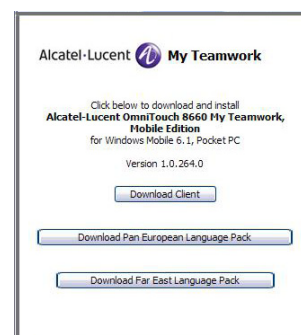 Alcatel·Lucent My Teamwork
Click below to download and install
Alcatel-Lucent OmniTouch 8660 My Teamwork,
Mobile Edition
for Windows Mobile 6.1, Pocket PC
Version 1.0.264.0
Download Client
Download Pan European Language Pack
Download Far East Language Pack